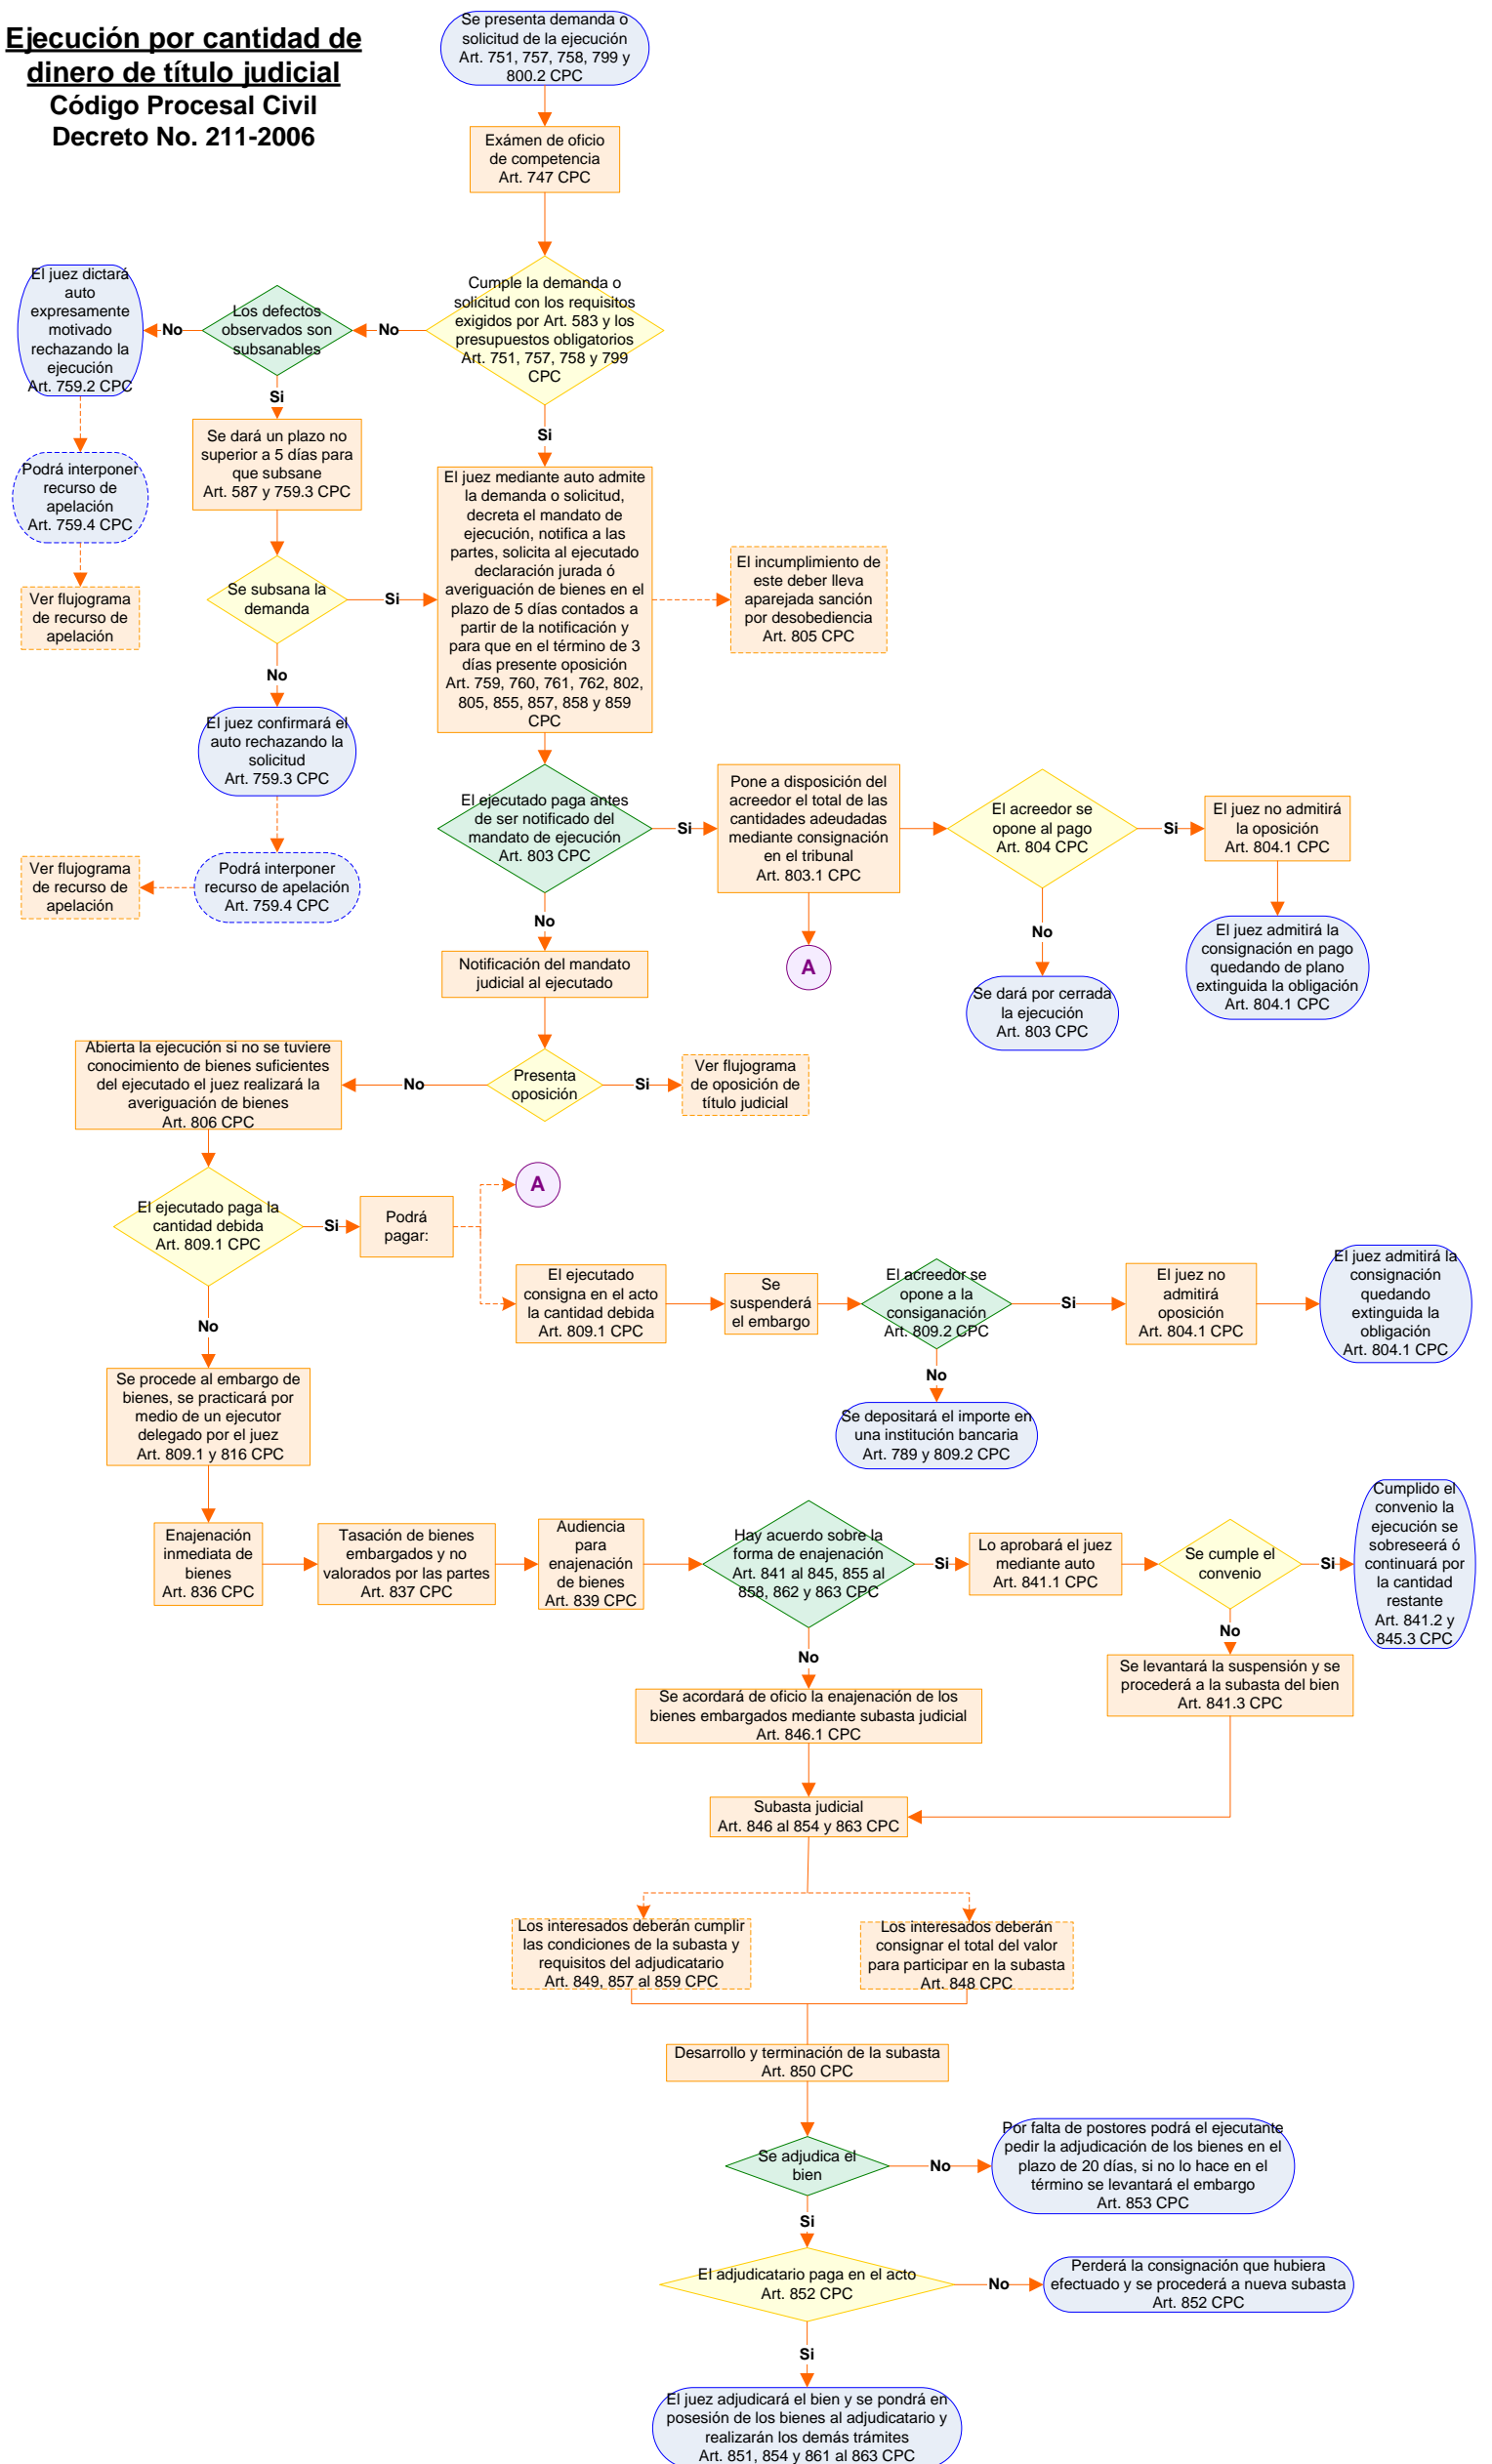 Ejecución por cantidad de
dinero de título judicial
Código Procesal Civil
Decreto No. 211-2006
Se presenta demanda o
solicitud de la ejecución
Art. 751, 757, 758, 799 y
800.2 CPC
Exámen de oficio
de competencia
Art. 747 CPC
Cumple la demanda o
solicitud con los requisitos
exigidos por Art. 583 y los
presupuestos obligatorios
Art. 751, 757, 758 y 799
CPC
No
Los defectos
observados son
subsanables
No
El juez dictará
auto
expresamente
motivado
rechazando la
ejecución
Art. 759.2 CPC
Podrá interponer
recurso de
apelación
Art. 759.4 CPC
Ver flujograma
de recurso de
apelación
Si
Se dará un plazo no
superior a 5 días para
que subsane
Art. 587 y 759.3 CPC
Se subsana la
demanda
Si
No
El juez confirmará el
auto rechazando la
solicitud
Art. 759.3 CPC
Podrá interponer
recurso de apelación
Art. 759.4 CPC
Ver flujograma
de recurso de
apelación
Si
El juez mediante auto admite
la demanda o solicitud,
decreta el mandato de
ejecución, notifica a las
partes, solicita al ejecutado
declaración jurada ó
averiguación de bienes en el
plazo de 5 días contados a
partir de la notificación y
para que en el término de 3
días presente oposición
Art. 759, 760, 761, 762, 802,
805, 855, 857, 858 y 859
CPC
El incumplimiento de
este deber lleva
aparejada sanción
por desobediencia
Art. 805 CPC
El ejecutado paga antes
de ser notificado del
mandato de ejecución
Art. 803 CPC
Si
Pone a disposición del
acreedor el total de las
cantidades adeudadas
mediante consignación
en el tribunal
Art. 803.1 CPC
A
El acreedor se
opone al pago
Art. 804 CPC
Si
El juez no admitirá
la oposición
Art. 804.1 CPC
El juez admitirá la
consignación en pago
quedando de plano
extinguida la obligación
Art. 804.1 CPC
No
Se dará por cerrada
la ejecución
Art. 803 CPC
No
Notificación del mandato
judicial al ejecutado
Presenta
oposición
Si
Ver flujograma
de oposición de
título judicial
No
Abierta la ejecución si no se tuviere
conocimiento de bienes suficientes
del ejecutado el juez realizará la
averiguación de bienes
Art. 806 CPC
El ejecutado paga la
cantidad debida
Art. 809.1 CPC
Si
Podrá
pagar:
A
El ejecutado
consigna en el acto
la cantidad debida
Art. 809.1 CPC
Se
suspenderá
el embargo
El acreedor se
opone a la
consiganación
Art. 809.2 CPC
Si
El juez no
admitirá
oposición
Art. 804.1 CPC
El juez admitirá la
consignación
quedando
extinguida la
obligación
Art. 804.1 CPC
No
Se depositará el importe en
una institución bancaria
Art. 789 y 809.2 CPC
No
Se procede al embargo de
bienes, se practicará por
medio de un ejecutor
delegado por el juez
Art. 809.1 y 816 CPC
Enajenación
inmediata de
bienes
Art. 836 CPC
Tasación de bienes
embargados y no
valorados por las partes
Art. 837 CPC
Audiencia
para
enajenación
de bienes
Art. 839 CPC
Hay acuerdo sobre la
forma de enajenación
Art. 841 al 845, 855 al
858, 862 y 863 CPC
Si
Lo aprobará el juez
mediante auto
Art. 841.1 CPC
Se cumple el
convenio
Si
Cumplido el
convenio la
ejecución se
sobreseerá ó
continuará por
la cantidad
restante
Art. 841.2 y
845.3 CPC
No
Se levantará la suspensión y se
procederá a la subasta del bien
Art. 841.3 CPC
No
Se acordará de oficio la enajenación de los
bienes embargados mediante subasta judicial
Art. 846.1 CPC
Subasta judicial
Art. 846 al 854 y 863 CPC
Los interesados deberán cumplir
las condiciones de la subasta y
requisitos del adjudicatario
Art. 849, 857 al 859 CPC
Los interesados deberán
consignar el total del valor
para participar en la subasta
Art. 848 CPC
Desarrollo y terminación de la subasta
Art. 850 CPC
Se adjudica el
bien
No
Por falta de postores podrá el ejecutante
pedir la adjudicación de los bienes en el
plazo de 20 días, si no lo hace en el
término se levantará el embargo
Art. 853 CPC
Si
El adjudicatario paga en el acto
Art. 852 CPC
No
Perderá la consignación que hubiera
efectuado y se procederá a nueva subasta
Art. 852 CPC
Si
El juez adjudicará el bien y se pondrá en
posesión de los bienes al adjudicatario y
realizarán los demás trámites
Art. 851, 854 y 861 al 863 CPC